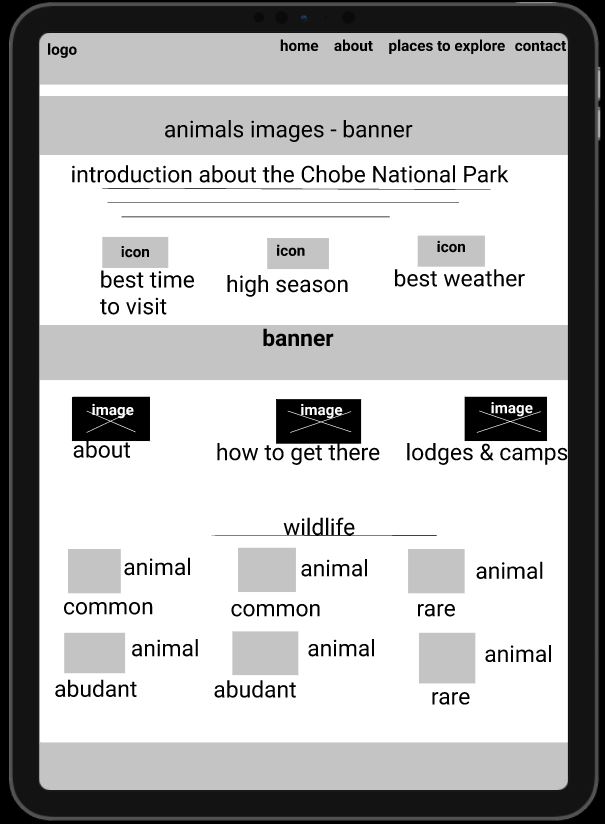 logo
home about places to explore contact
animals images - banner
introduction about the Chobe National Park
icon icon icon
best time
to visit
high season
best weather
banner
image image image
about how to get there lodges & camps
wildlife
animal animal animal
common common rare
animal animal animal
abudant abudant rare